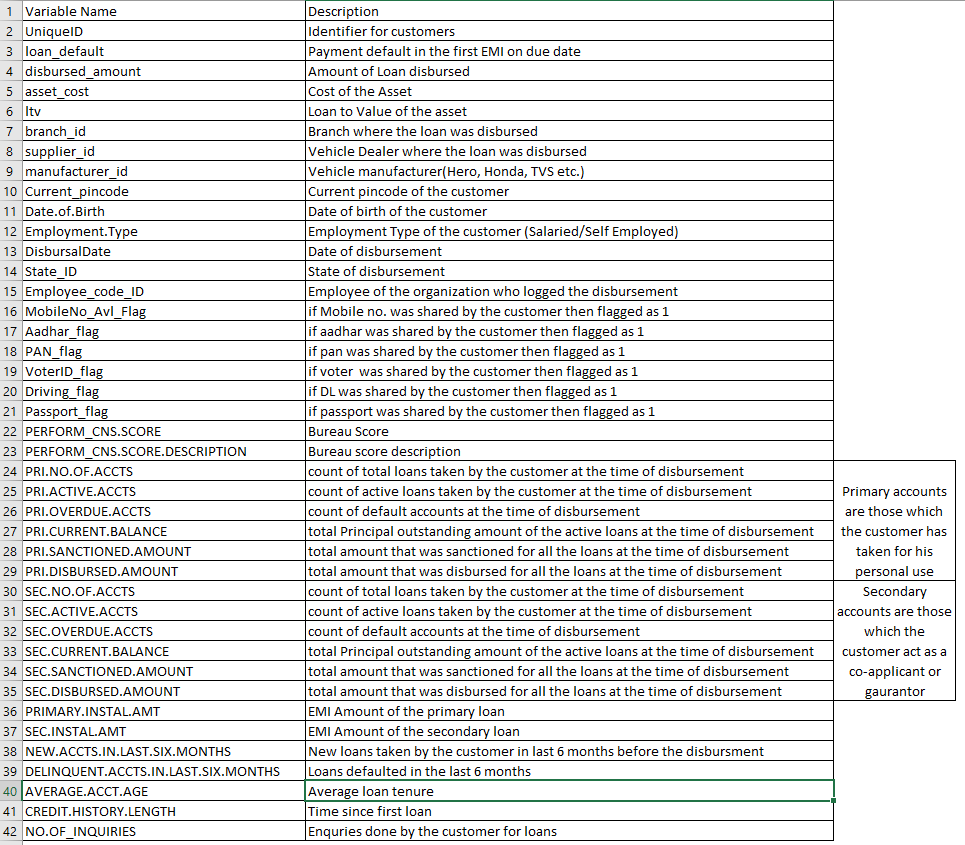 1 Variable Name Description
2 UniqueID Identifier for customers
3 loan_default Payment default in the first EMI on due date
4 disbursed_amount Amount of Loan disbursed
5 asset_cost Cost of the Asset
6 ltv Loan to Value of the asset
7 branch_id Branch where the loan was disbursed
8 supplier_id Vehicle Dealer where the loan was disbursed
9 manufacturer_id Vehicle manufacturer(Hero, Honda, TVS etc.)
10 Current_pincode Current pincode of the customer
11 Date.of.Birth Date of birth of the customer
12 Employment.Type Employment Type of the customer (Salaried/Self Employed)
13 DisbursalDate Date of disbursement
14 State_ID State of disbursement
15 Employee_code_ID Employee of the organization who logged the disbursement
16 MobileNo_Avl_Flag if Mobile no. was shared by the customer then flagged as 1
17 Aadhar_flag if aadhar was shared by the customer then flagged as 1
18 PAN_flag if pan was shared by the customer then flagged as 1
19 VoterID_flag if voter  was shared by the customer then flagged as 1
20 Driving_flag if DL was shared by the customer then flagged as 1
21 Passport_flag if passport was shared by the customer then flagged as 1
22 PERFORM_CNS.SCORE Bureau Score
23 PERFORM_CNS.SCORE.DESCRIPTION Bureau score description
24 PRI.NO.OF.ACCTS count of total loans taken by the customer at the time of disbursement
25 PRI.ACTIVE.ACCTS count of active loans taken by the customer at the time of disbursement Primary accounts
26 PRI.OVERDUE.ACCTS count of default accounts at the time of disbursement are those which
27 PRI.CURRENT.BALANCE total Principal outstanding amount of the active loans at the time of disbursement the customer has
28 PRI.SANCTIONED.AMOUNT total amount that was sanctioned for all the loans at the time of disbursement taken for his
29 PRI.DISBURSED.AMOUNT total amount that was disbursed for all the loans at the time of disbursement personal use
30 SEC.NO.OF.ACCTS count of total loans taken by the customer at the time of disbursement Secondary
31 SEC.ACTIVE.ACCTS count of active loans taken by the customer at the time of disbursement accounts are those
32 SEC.OVERDUE.ACCTS count of default accounts at the time of disbursement which the
33 SEC.CURRENT.BALANCE total Principal outstanding amount of the active loans at the time of disbursement customer act as a
34 SEC.SANCTIONED.AMOUNT total amount that was sanctioned for all the loans at the time of disbursement co-applicant or
35 SEC.DISBURSED.AMOUNT total amount that was disbursed for all the loans at the time of disbursement gaurantor
36 PRIMARY.INSTAL.AMT EMI Amount of the primary loan
37 SEC.INSTAL.AMT EMI Amount of the secondary loan
38 NEW.ACCTS.IN.LAST.SIX.MONTHS New loans taken by the customer in last 6 months before the disbursment
39 DELINQUENT.ACCTS.IN.LAST.SIX.MONTHS Loans defaulted in the last 6 months
40 AVERAGE.ACCT.AGE Average loan tenure
41 CREDIT.HISTORY.LENGTH Time since first loan
42 NO.OF_INQUIRIES Enquries done by the customer for loans